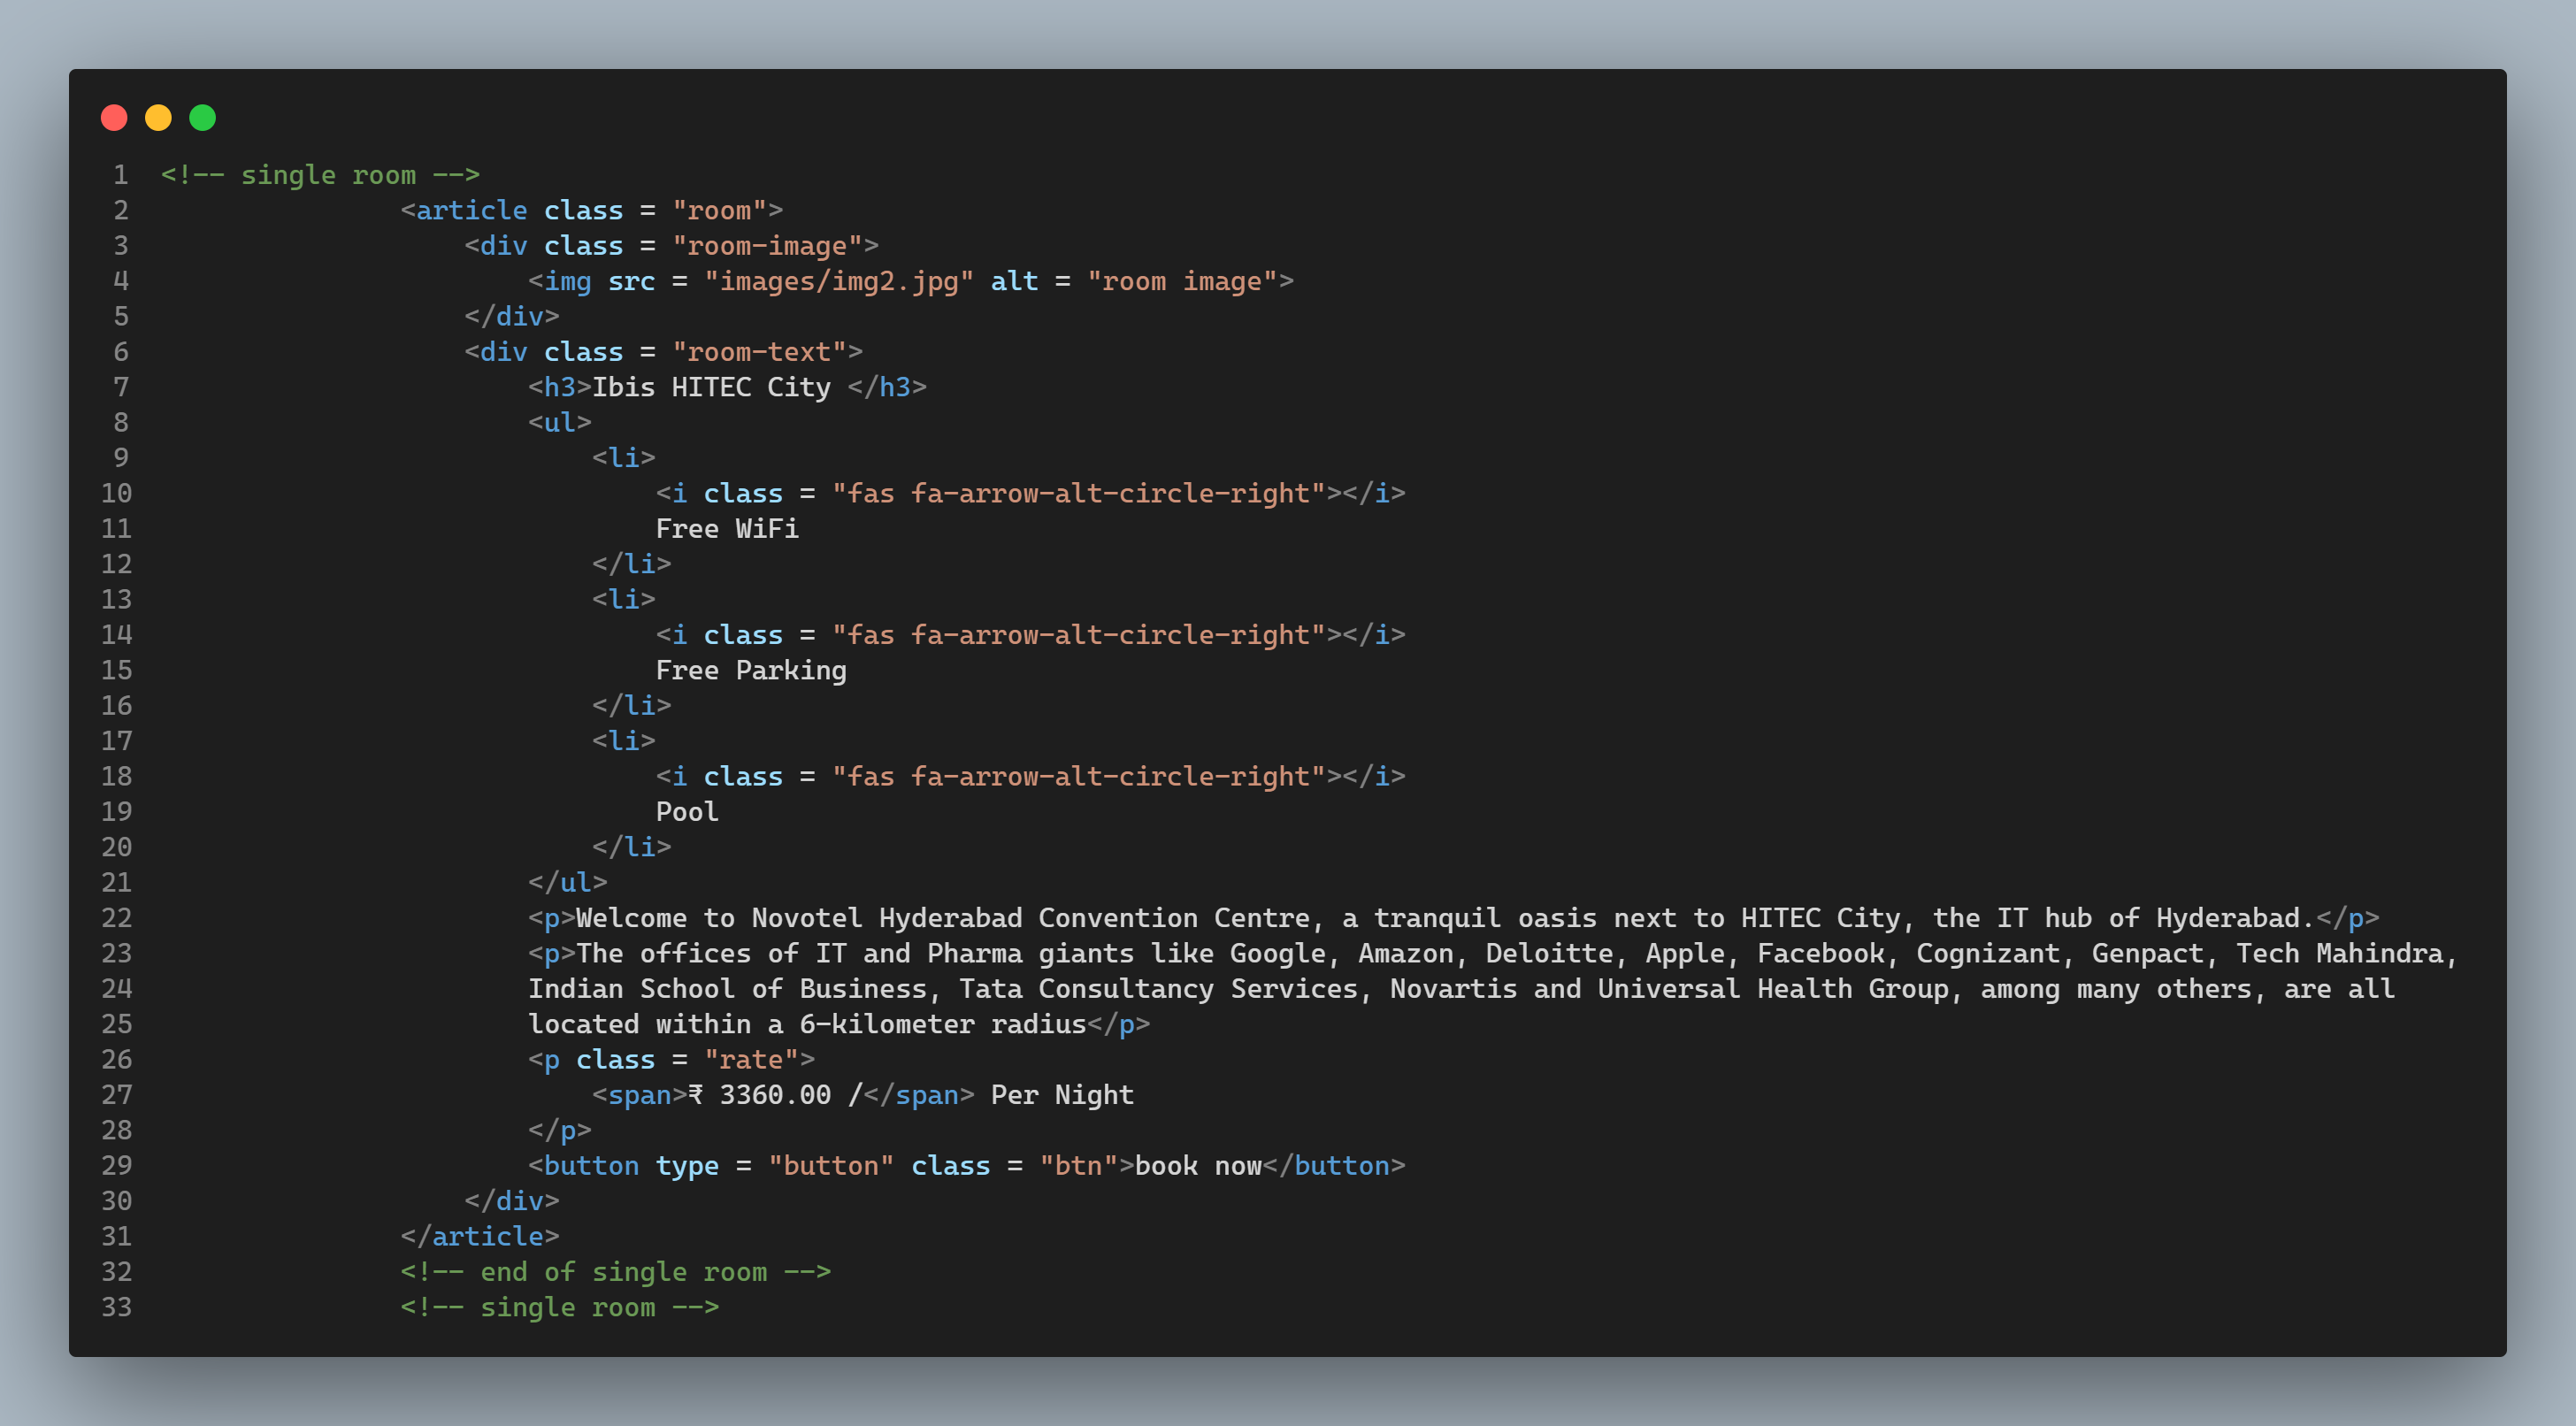 1 <!-- single room -->
2 <article class = "room">
3 <div class = "room-image">
4 <img src = "images/img2.jpg" alt = "room image">
5 </div>
6 <div class = "room-text">
7 <h3>Ibis HITEC City </h3>
8 <ul>
9 <li>
10 <i class = "fas fa-arrow-alt-circle-right"></i>
11 Free WiFi
12 </li>
13 <li>
14 <i class = "fas fa-arrow-alt-circle-right"></i>
15 Free Parking
16 </li>
17 <li>
18 <i class = "fas fa-arrow-alt-circle-right"></i>
19 Pool
20 </li>
21 </ul>
22 <p>Welcome to Novotel Hyderabad Convention Centre, a tranquil oasis next to HITEC City, the IT hub of Hyderabad.</p>
23 <p>The offices of IT and Pharma giants like Google, Amazon, Deloitte, Apple, Facebook, Cognizant, Genpact, Tech Mahindra,
24 Indian School of Business, Tata Consultancy Services, Novartis and Universal Health Group, among many others, are all
25 located within a 6-kilometer radius</p>
26 <p class = "rate">
27 <span>₹ 3360.00 /</span> Per Night
28 </p>
29 <button type = "button" class = "btn">book now</button>
30 </div>
31 </article>
32 <!-- end of single room -->
33 <!-- single room -->